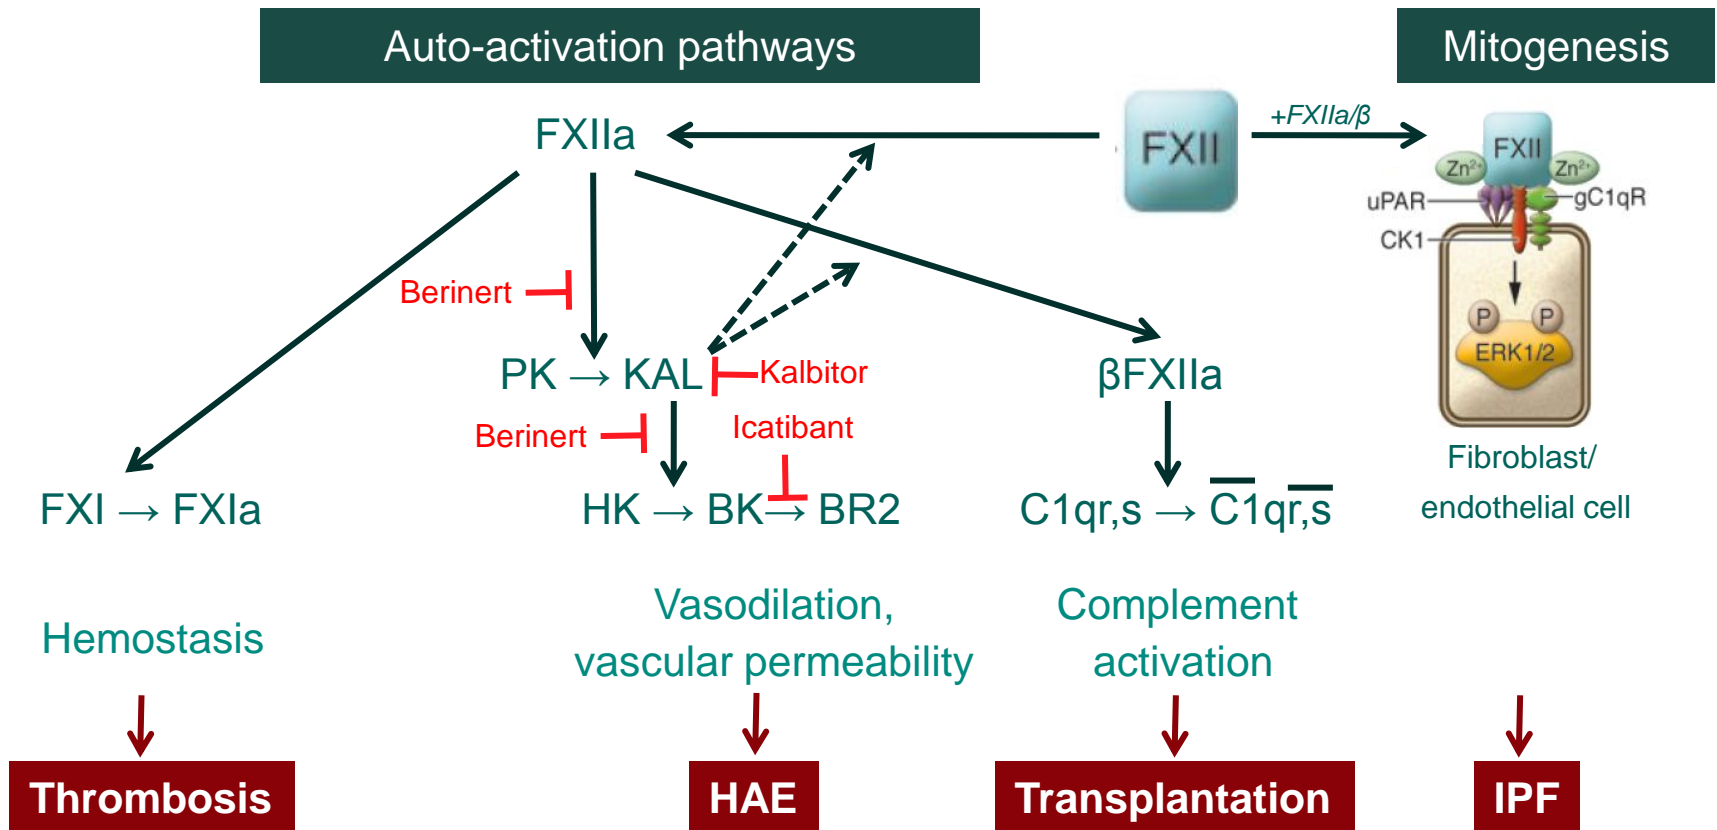 Auto-activation pathways
Mitogenesis
FXIIa
FXII
+FXIIa/β
FXII
Zn²⁺
Zn²⁺
uPAR
gC1qR
CK1
P
P
ERK1/2
Berinert
PK → KAL
Kalbitor
βFXIIa
Berinert
Icatibant
Fibroblast/
endothelial cell
FXI → FXIa
HK → BK → BR2
C1qr,s → C̅1̅qr̅,̅s̅
Hemostasis
Vasodilation,
vascular permeability
Complement
activation
Thrombosis
HAE
Transplantation
IPF